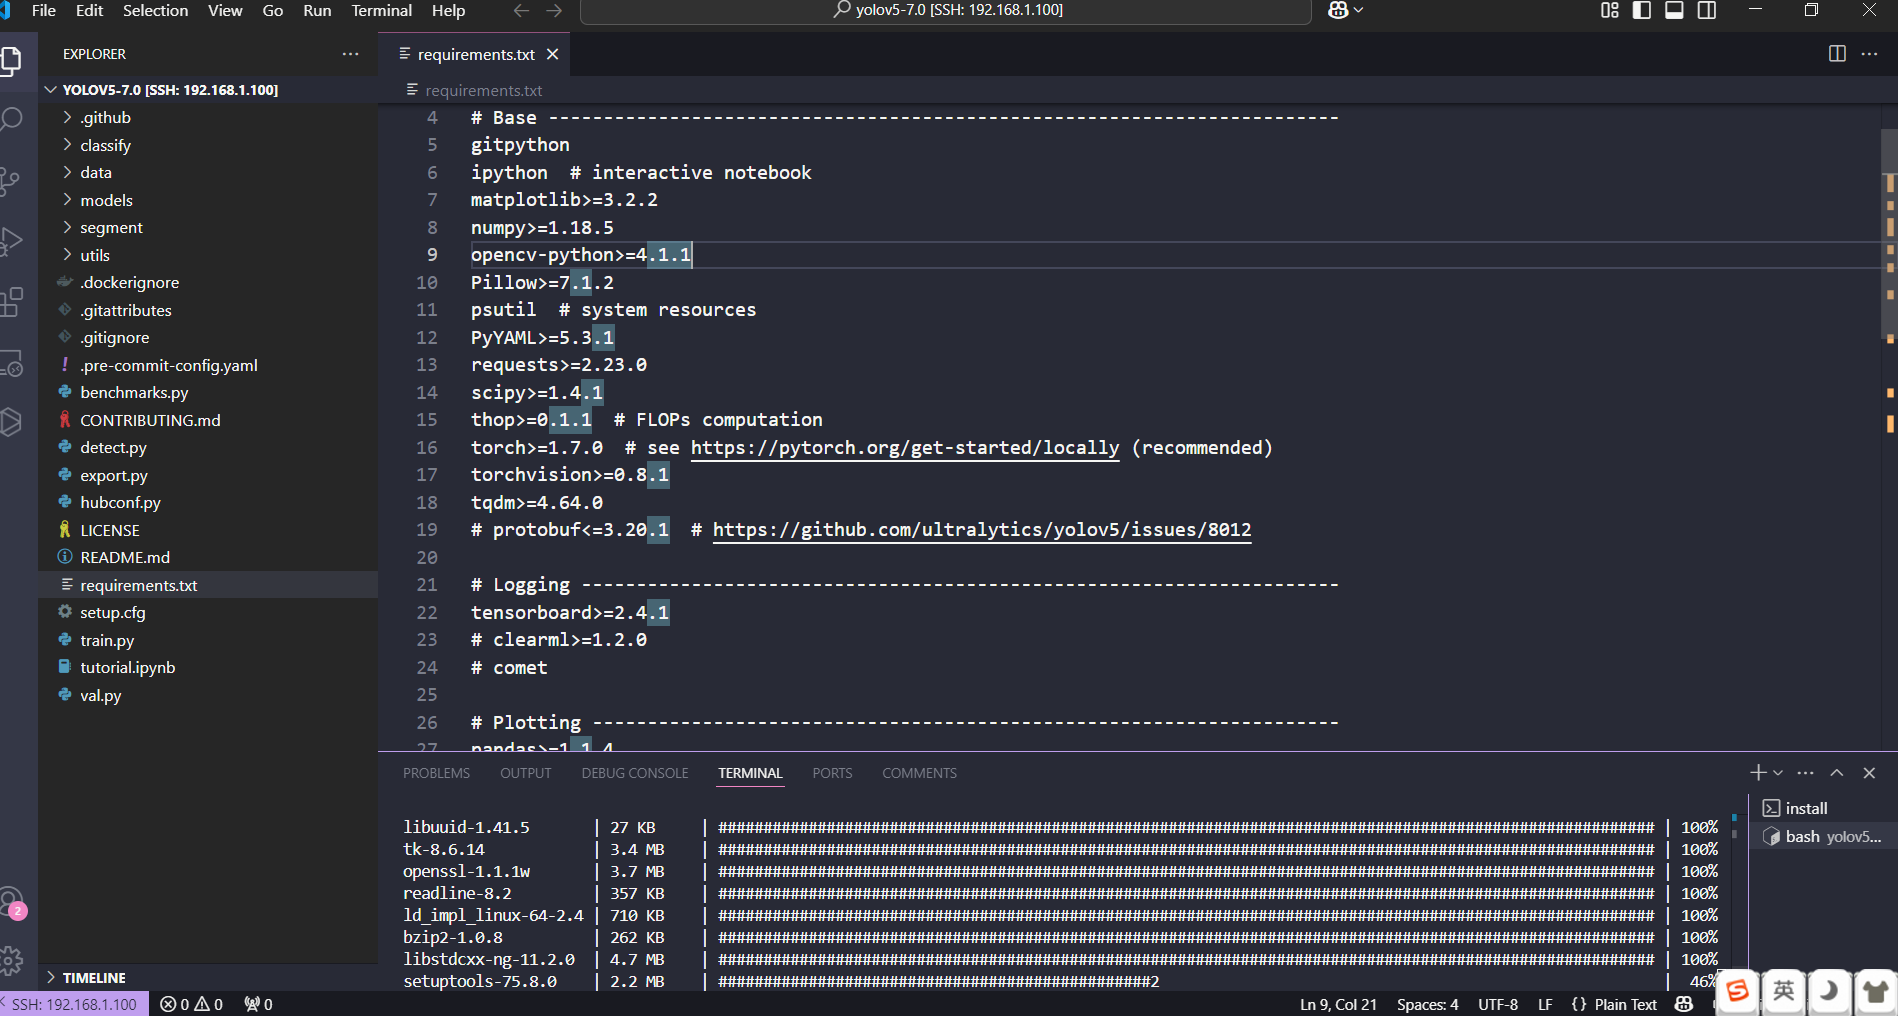 File Edit Selection View Go Run Terminal Help
yolov5-7.0 [SSH: 192.168.1.100]
EXPLORER
requirements.txt
YOLOV5-7.0 [SSH: 192.168.1.100]
.github
classify
data
models
segment
utils
.dockerignore
.gitattributes
.gitignore
.pre-commit-config.yaml
benchmarks.py
CONTRIBUTING.md
detect.py
export.py
hubconf.py
LICENSE
README.md
requirements.txt
setup.cfg
train.py
tutorial.ipynb
val.py
TIMELINE
requirements.txt
4 # Base ------------------------------------------------------------------------
5 gitpython
6 ipython  # interactive notebook
7 matplotlib>=3.2.2
8 numpy>=1.18.5
9 opencv-python>=4.1.1
10 Pillow>=7.1.2
11 psutil  # system resources
12 PyYAML>=5.3.1
13 requests>=2.23.0
14 scipy>=1.4.1
15 thop>=0.1.1  # FLOPs computation
16 torch>=1.7.0  # see https://pytorch.org/get-started/locally (recommended)
17 torchvision>=0.8.1
18 tqdm>=4.64.0
19 # protobuf<=3.20.1  # https://github.com/ultralytics/yolov5/issues/8012
20
21 # Logging ---------------------------------------------------------------------
22 tensorboard>=2.4.1
23 # clearml>=1.2.0
24 # comet
25
26 # Plotting --------------------------------------------------------------------
27 pandas>=1.1.4
PROBLEMS OUTPUT DEBUG CONSOLE TERMINAL PORTS COMMENTS
libuuid-1.41.5 | 27 KB | ##################################################################################### | 100%
tk-8.6.14 | 3.4 MB | ##################################################################################### | 100%
openssl-1.1.1w | 3.7 MB | ##################################################################################### | 100%
readline-8.2 | 357 KB | ##################################################################################### | 100%
ld_impl_linux-64-2.4 | 710 KB | ##################################################################################### | 100%
bzip2-1.0.8 | 262 KB | ##################################################################################### | 100%
libstdcxx-ng-11.2.0 | 4.7 MB | ##################################################################################### | 100%
setuptools-75.8.0 | 2.2 MB | #######################################2 | 46%
install
bash yolov5...
2
SSH: 192.168.1.100 0 0 0
Ln 9, Col 21 Spaces: 4 UTF-8 LF {} Plain Text
S 英